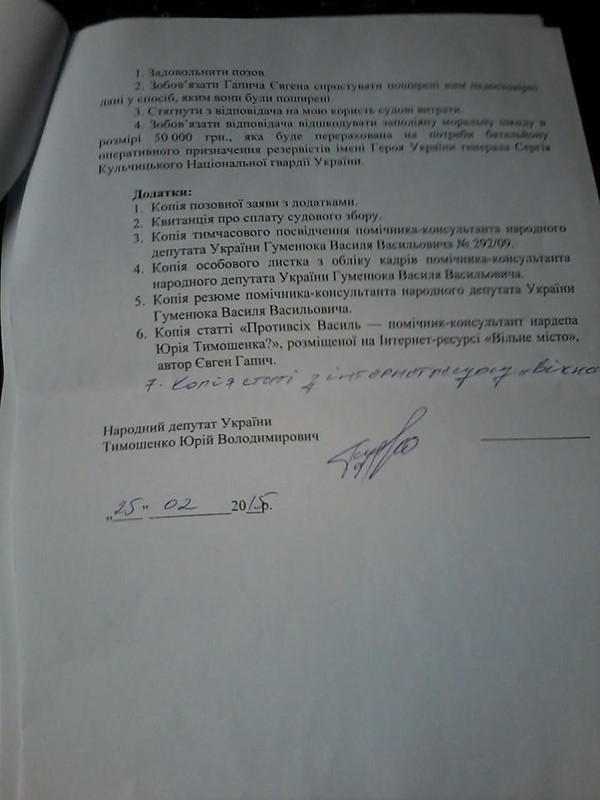 1. Задовольнити позов.
2. Зобов’язати Гапича Євгена спростувати поширені ним недостовірні
дані у спосіб, яким вони були поширені.
3. Стягнути з відповідача на мою користь судові витрати.
4. Зобов’язати відповідача відшкодувати заподіяну моральну шкоду в
розмірі 50 000 грн., яка буде перерахована на потреби батальйону
оперативного призначення резервістів імені Героя України генерала Сергія
Кульчицького Національної гвардії України.
Додатки:
1. Копія позовної заяви з додатками.
2. Квитанція про сплату судового збору.
3. Копія тимчасового посвідчення помічника-консультанта народного
депутата України Гуменюка Василя Васильовича № 292/09.
4. Копія особового листка з обліку кадрів помічника-консультанта
народного депутата України Гуменюка Василя Васильовича.
5. Копія резюме помічника-консультанта народного депутата України
Гуменюка Василя Васильовича.
6. Копія статті «Противсіх Василь — помічник-консультант нардепа
Юрія Тимошенка?», розміщеної на Інтернет-ресурсі «Вільне місто»,
автор Євген Гапич.
7. Копія статті з інтернетресурсу „Вікна
Народний депутат України
Тимошенко Юрій Володимирович
„25" 02 2015р.